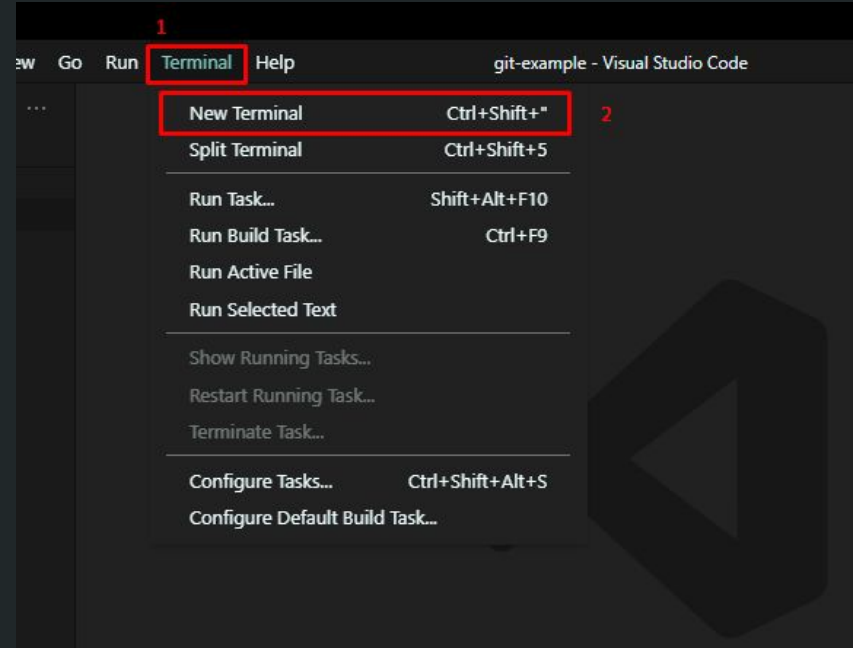 1
ew Go Run Terminal Help git-example - Visual Studio Code
...
New Terminal Ctrl+Shift+" 2
Split Terminal Ctrl+Shift+5
Run Task... Shift+Alt+F10
Run Build Task... Ctrl+F9
Run Active File
Run Selected Text
Show Running Tasks...
Restart Running Task...
Terminate Task...
Configure Tasks... Ctrl+Shift+Alt+S
Configure Default Build Task...